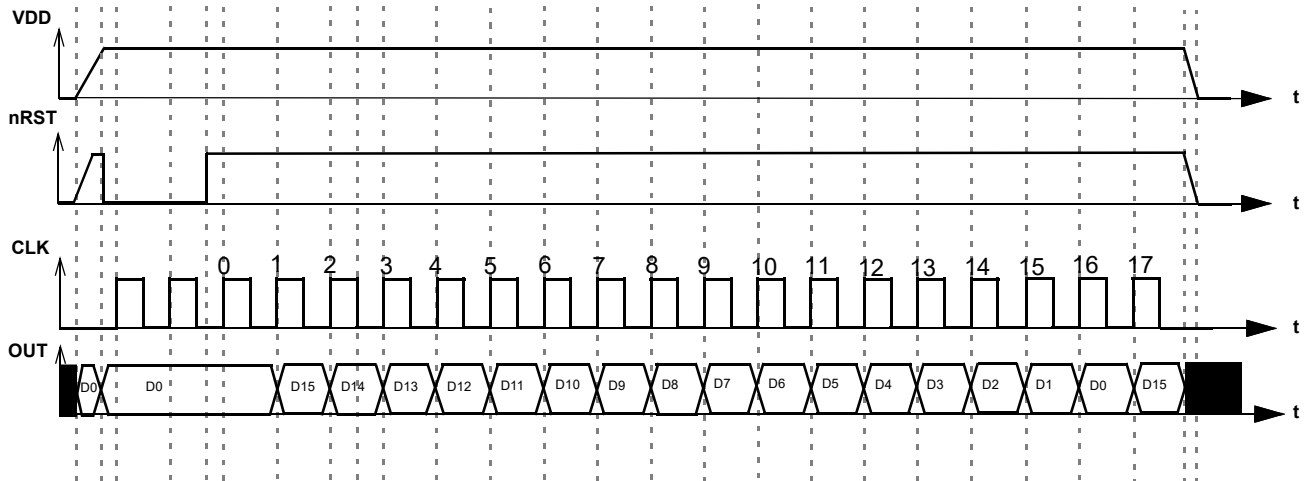 VDD
t
nRST
t
CLK
0 1 2 3 4 5 6 7 8 9 10 11 12 13 14 15 16 17
t
OUT
D0 D0 D15 D14 D13 D12 D11 D10 D9 D8 D7 D6 D5 D4 D3 D2 D1 D0 D15
t